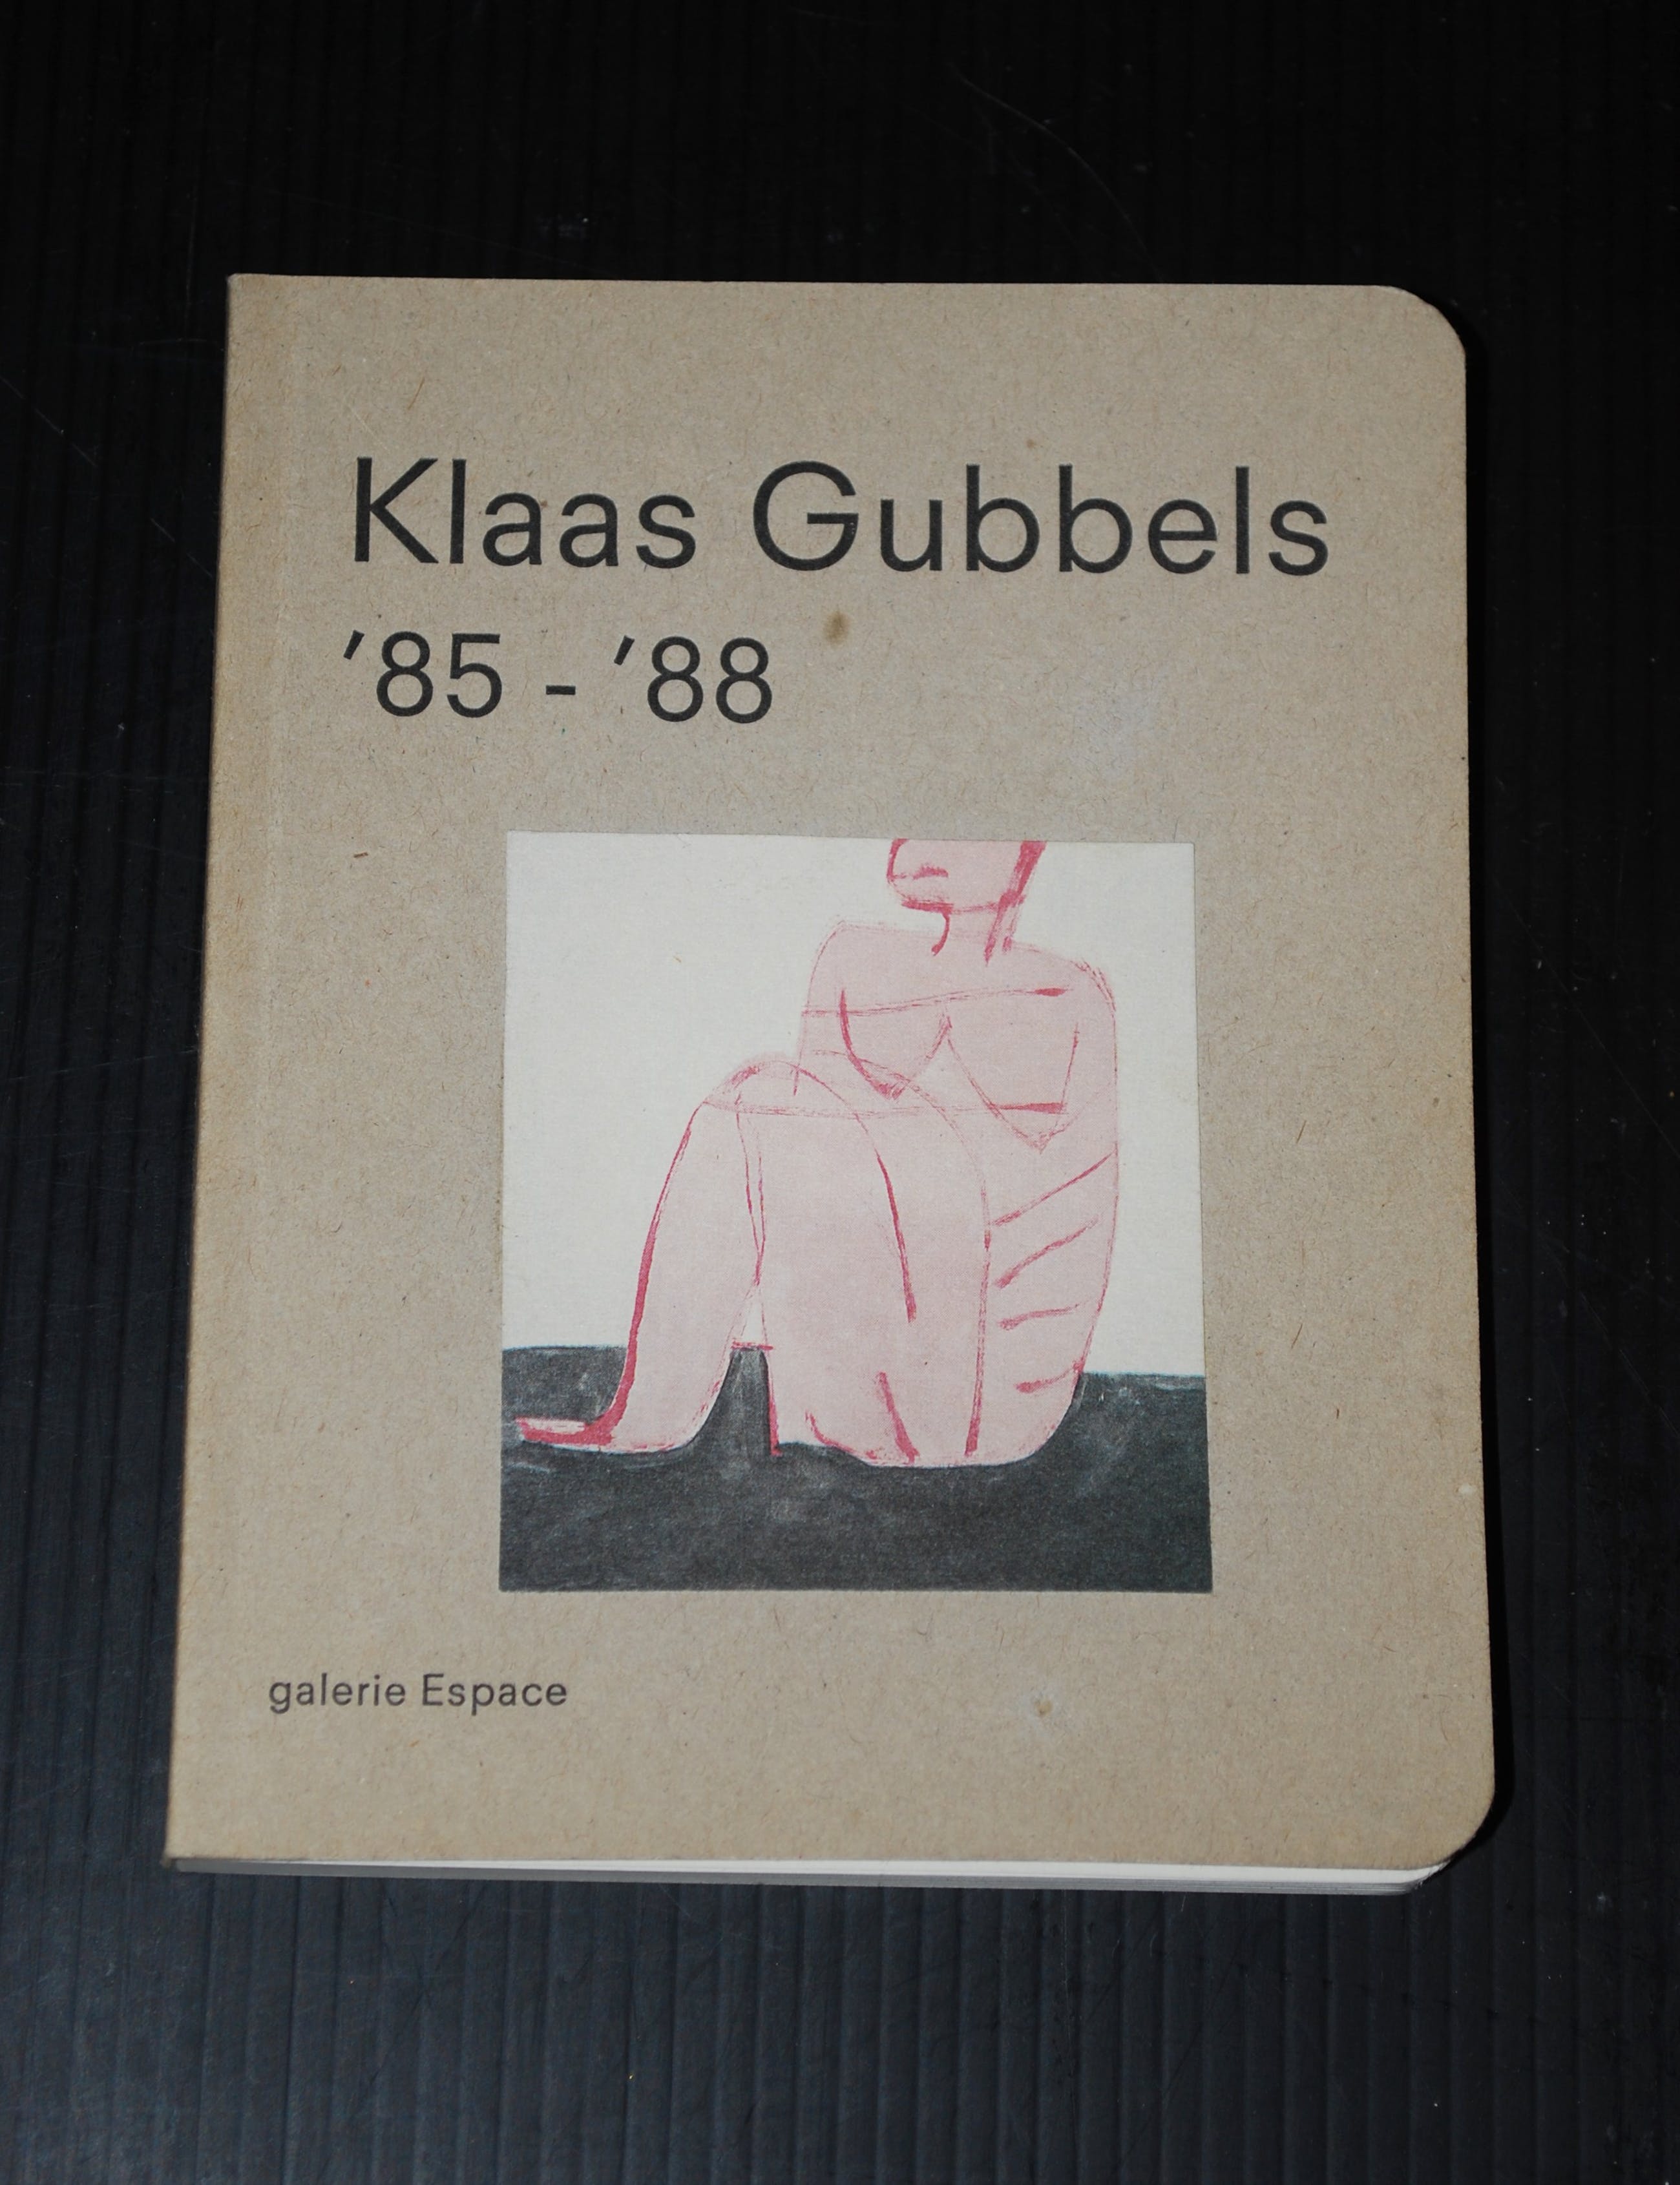 Klaas Gubbels
'85 - '88
galerie Espace